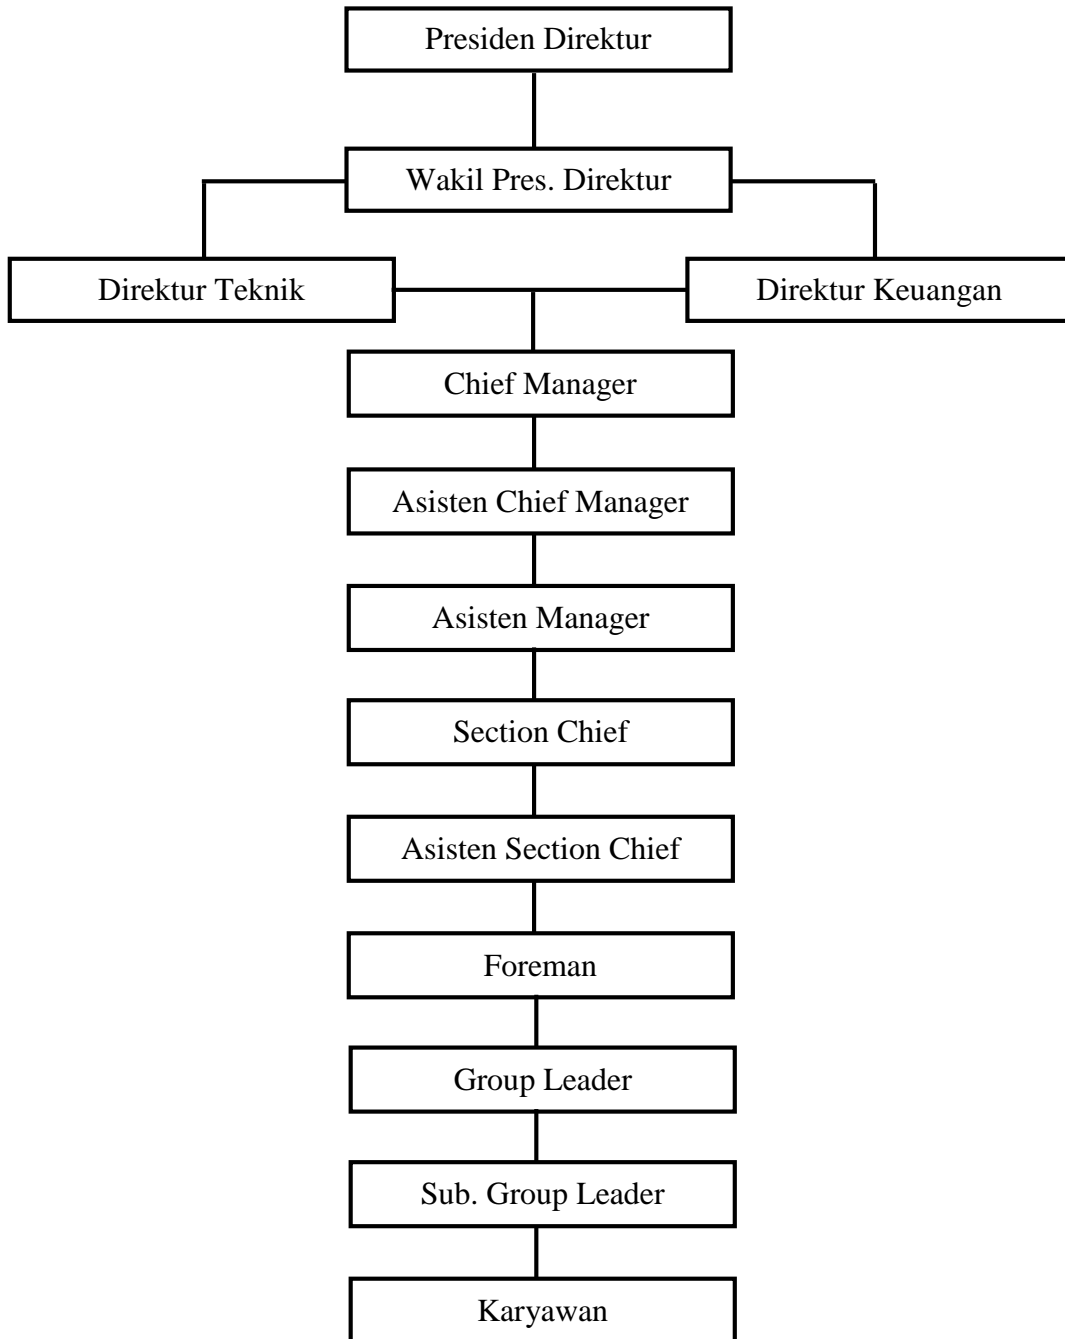 Presiden Direktur
Wakil Pres. Direktur
Direktur Teknik
Direktur Keuangan
Chief Manager
Asisten Chief Manager
Asisten Manager
Section Chief
Asisten Section Chief
Foreman
Group Leader
Sub. Group Leader
Karyawan